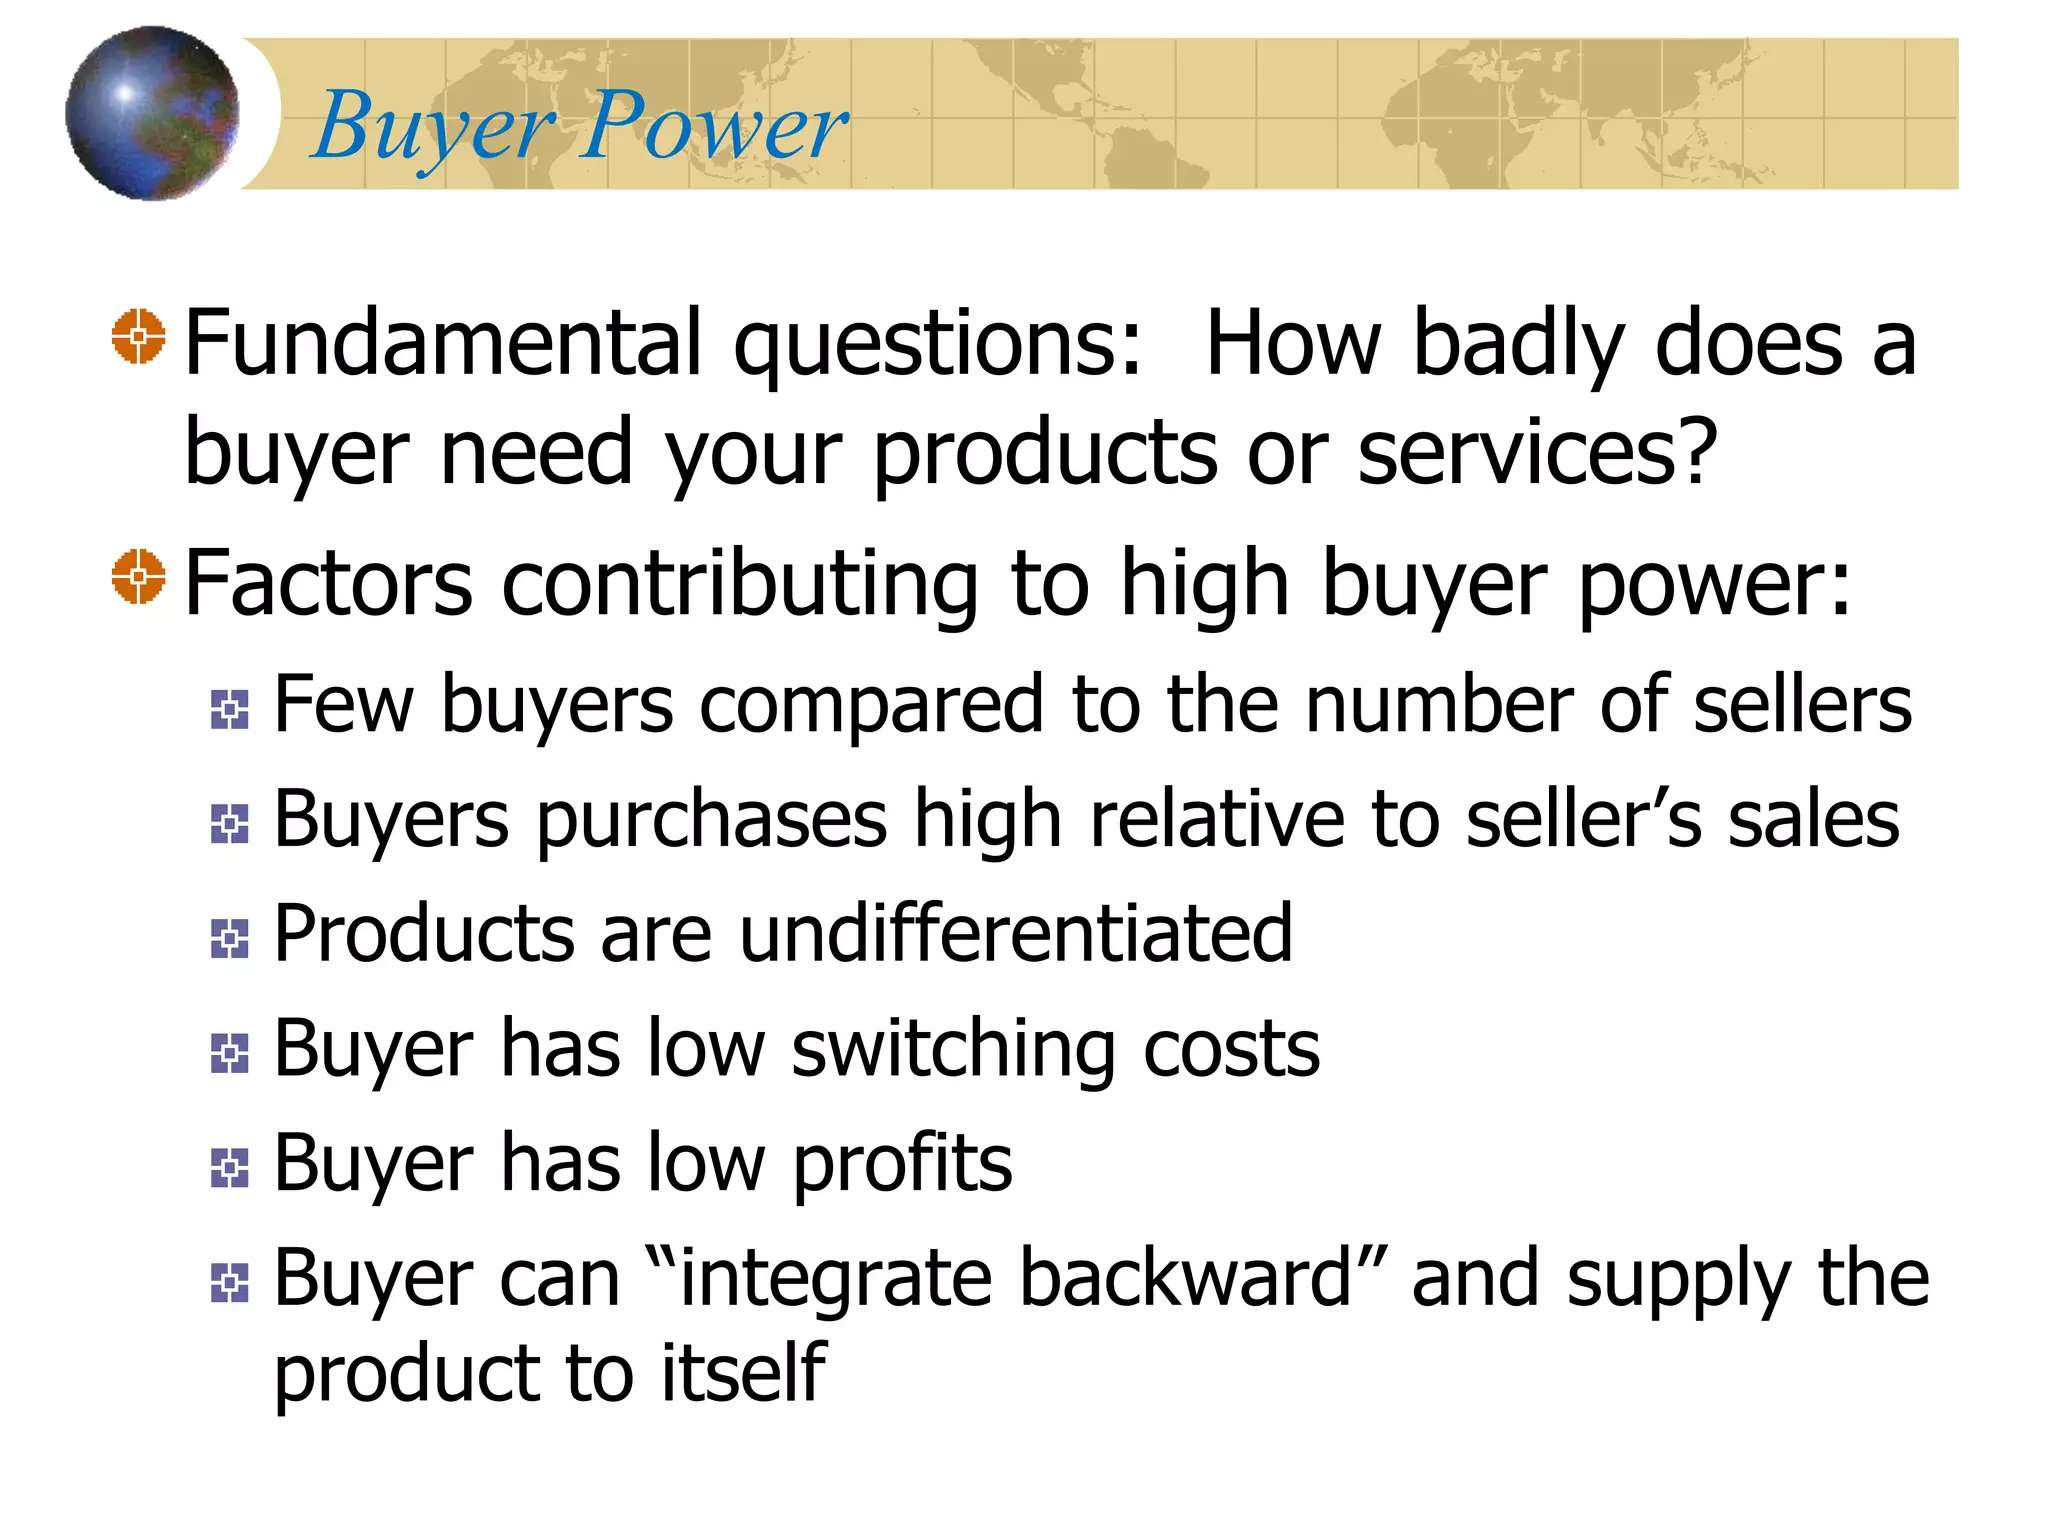 Buyer Power
Fundamental questions:  How badly does a
buyer need your products or services?
Factors contributing to high buyer power:
Few buyers compared to the number of sellers
Buyers purchases high relative to seller’s sales
Products are undifferentiated
Buyer has low switching costs
Buyer has low profits
Buyer can “integrate backward” and supply the
product to itself